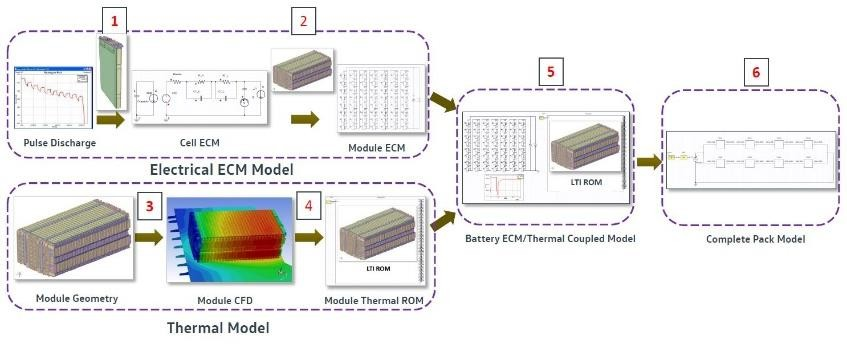 1
2
Pulse Discharge
Cell ECM
Module ECM
Electrical ECM Model
3
4
LTI ROM
Module Geometry
Module CFD
Module Thermal ROM
Thermal Model
5
LTI ROM
Battery ECM/Thermal Coupled Model
6
Complete Pack Model